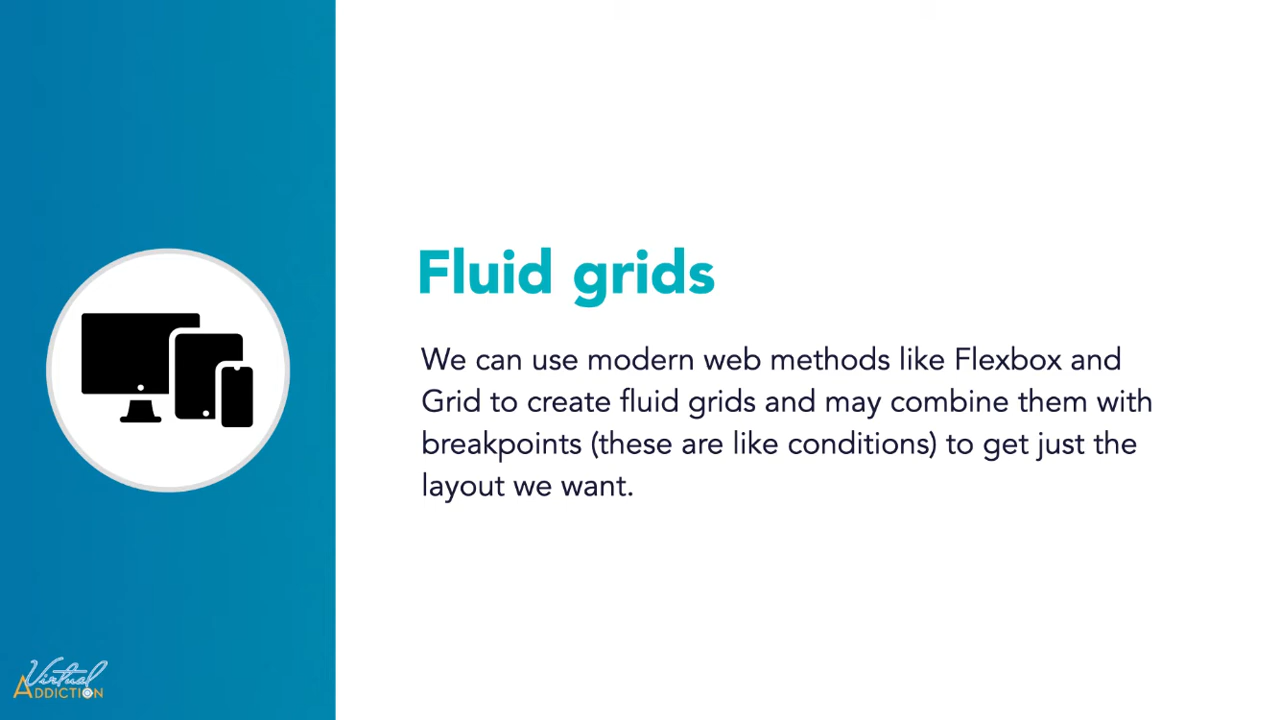 Fluid grids
We can use modern web methods like Flexbox and
Grid to create fluid grids and may combine them with
breakpoints (these are like conditions) to get just the
layout we want.
Virtual
ADDICTION